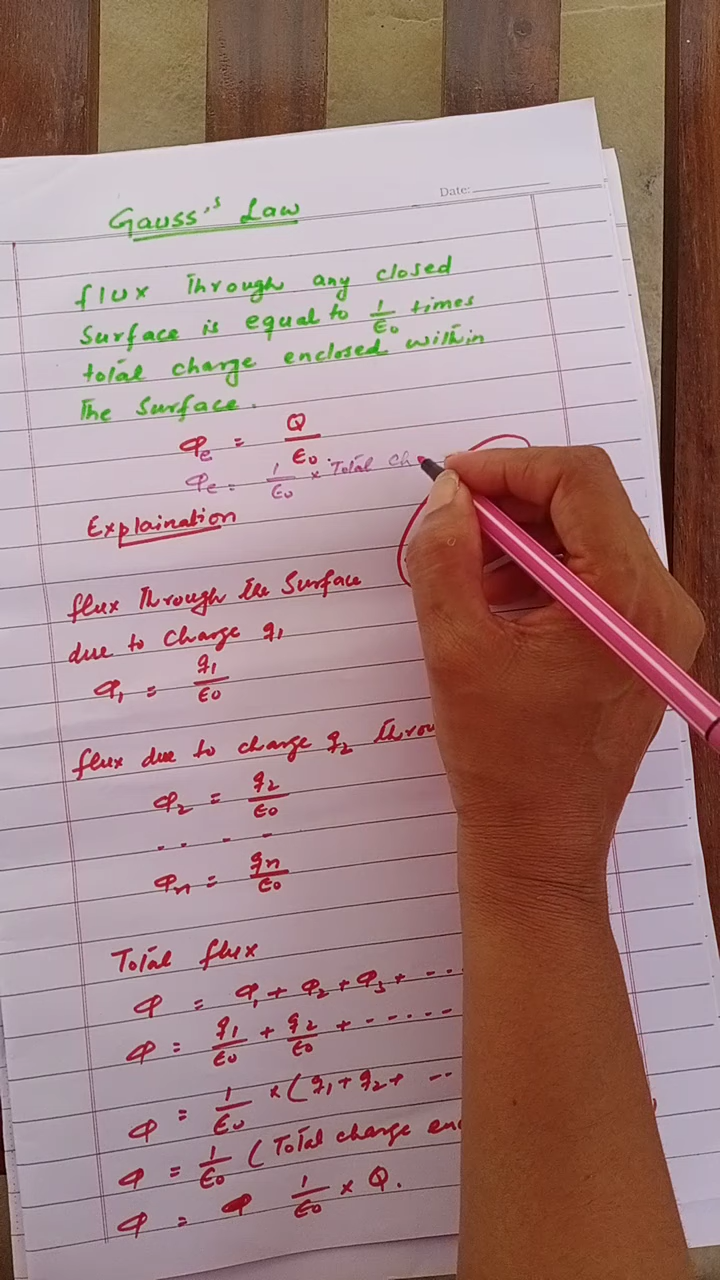 Date:
Gauss's Law
flux Through any closed
Surface is equal to 1/ε0 times
total charge enclosed within
The Surface.
Φe = Q/ε0
Φe = 1/ε0 × Total Ch
Explaination
flux Through the Surface
due to charge q1
Φ1 = q1/ε0
flux due to charge q2 throu
Φ2 = q2/ε0
. . - - -
Φn = qn/ε0
Total flux
Φ = Φ1 + Φ2 + Φ3 + ...
Φ = q1/ε0 + q2/ε0 + ......
Φ = 1/ε0 × (q1 + q2 + ..
Φ = 1/ε0 (Total charge en
Φ = 1/ε0 × Q.